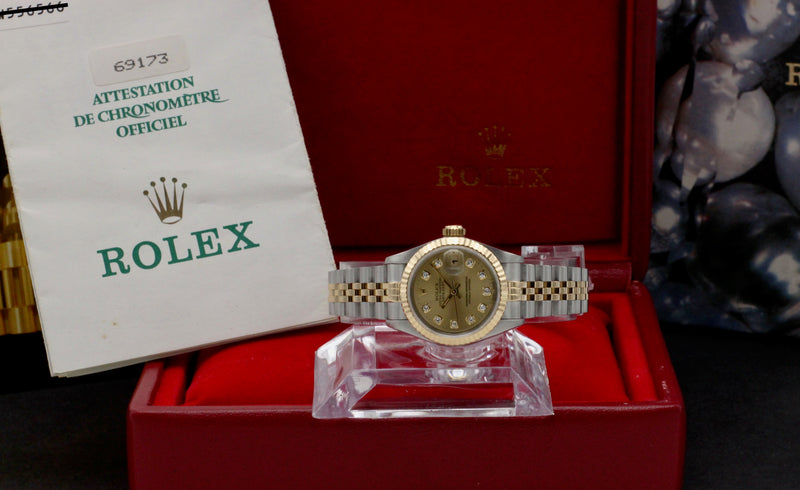 69173
ATTESTATION
DE CHRONOMÈTRE
OFFICIEL
ROLEX
ROLEX